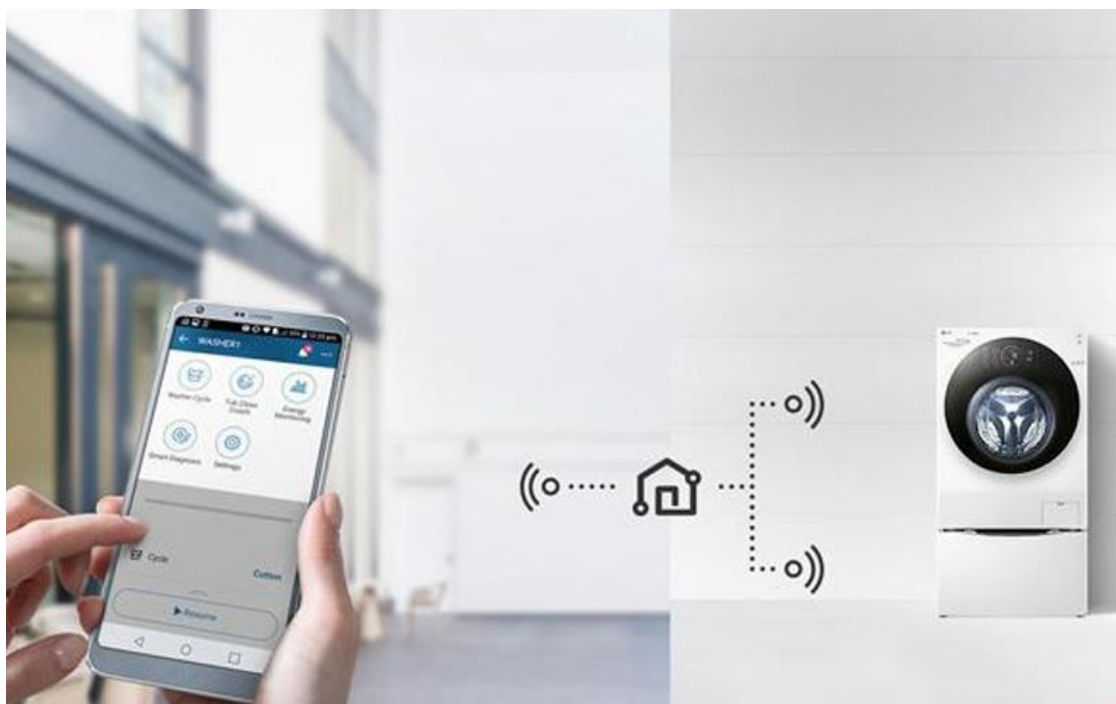 WASHER1
Washer Cycle
Tub Clean
Coach
Energy
Monitoring
Smart Diagnosis
Settings
Cycle
Cotton
Resume